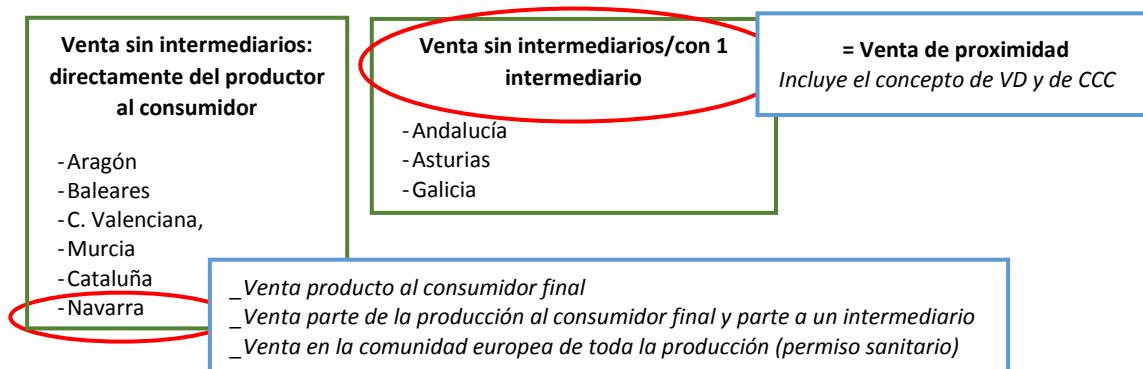 Venta sin intermediarios:
directamente del productor
al consumidor
-Aragón
-Baleares
-C. Valenciana,
-Murcia
-Cataluña
-Navarra
Venta sin intermediarios/con 1
intermediario
-Andalucía
-Asturias
-Galicia
= Venta de proximidad
Incluye el concepto de VD y de CCC
_Venta producto al consumidor final
_Venta parte de la producción al consumidor final y parte a un intermediario
_Venta en la comunidad europea de toda la producción (permiso sanitario)